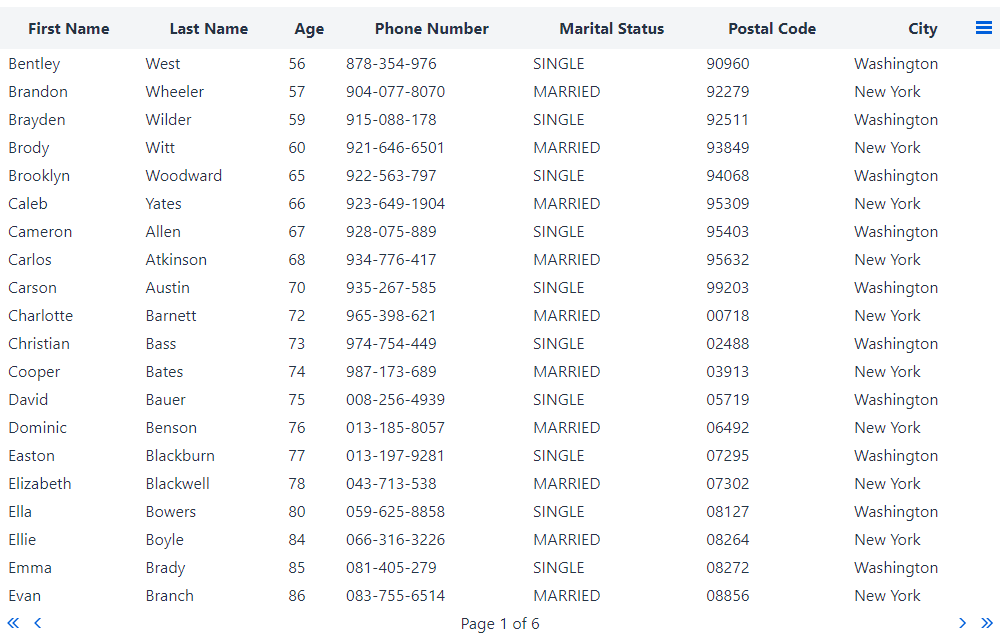 First Name Last Name Age Phone Number Marital Status Postal Code City
Bentley West 56 878-354-976 SINGLE 90960 Washington
Brandon Wheeler 57 904-077-8070 MARRIED 92279 New York
Brayden Wilder 59 915-088-178 SINGLE 92511 Washington
Brody Witt 60 921-646-6501 MARRIED 93849 New York
Brooklyn Woodward 65 922-563-797 SINGLE 94068 Washington
Caleb Yates 66 923-649-1904 MARRIED 95309 New York
Cameron Allen 67 928-075-889 SINGLE 95403 Washington
Carlos Atkinson 68 934-776-417 MARRIED 95632 New York
Carson Austin 70 935-267-585 SINGLE 99203 Washington
Charlotte Barnett 72 965-398-621 MARRIED 00718 New York
Christian Bass 73 974-754-449 SINGLE 02488 Washington
Cooper Bates 74 987-173-689 MARRIED 03913 New York
David Bauer 75 008-256-4939 SINGLE 05719 Washington
Dominic Benson 76 013-185-8057 MARRIED 06492 New York
Easton Blackburn 77 013-197-9281 SINGLE 07295 Washington
Elizabeth Blackwell 78 043-713-538 MARRIED 07302 New York
Ella Bowers 80 059-625-8858 SINGLE 08127 Washington
Ellie Boyle 84 066-316-3226 MARRIED 08264 New York
Emma Brady 85 081-405-279 SINGLE 08272 Washington
Evan Branch 86 083-755-6514 MARRIED 08856 New York
Page 1 of 6